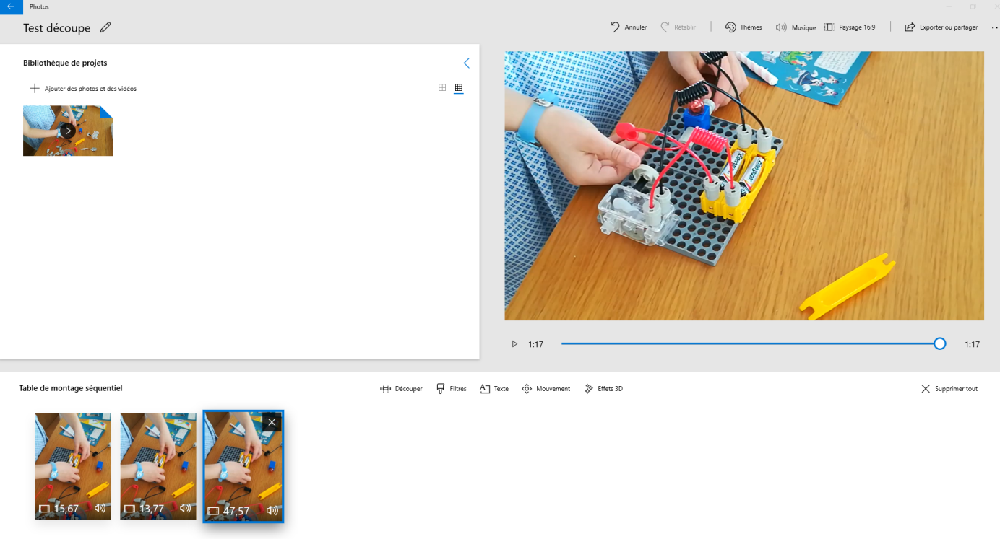 Photos
Test découpe
Annuler
Rétablir
Thèmes
Musique
Paysage 16:9
Exporter ou partager
Bibliothèque de projets
Ajouter des photos et des vidéos
Energizer
Energizer
1:17
1:17
Table de montage séquentiel
Découper
Filtres
Texte
Mouvement
Effets 3D
Supprimer tout
15,67
13,77
47,57